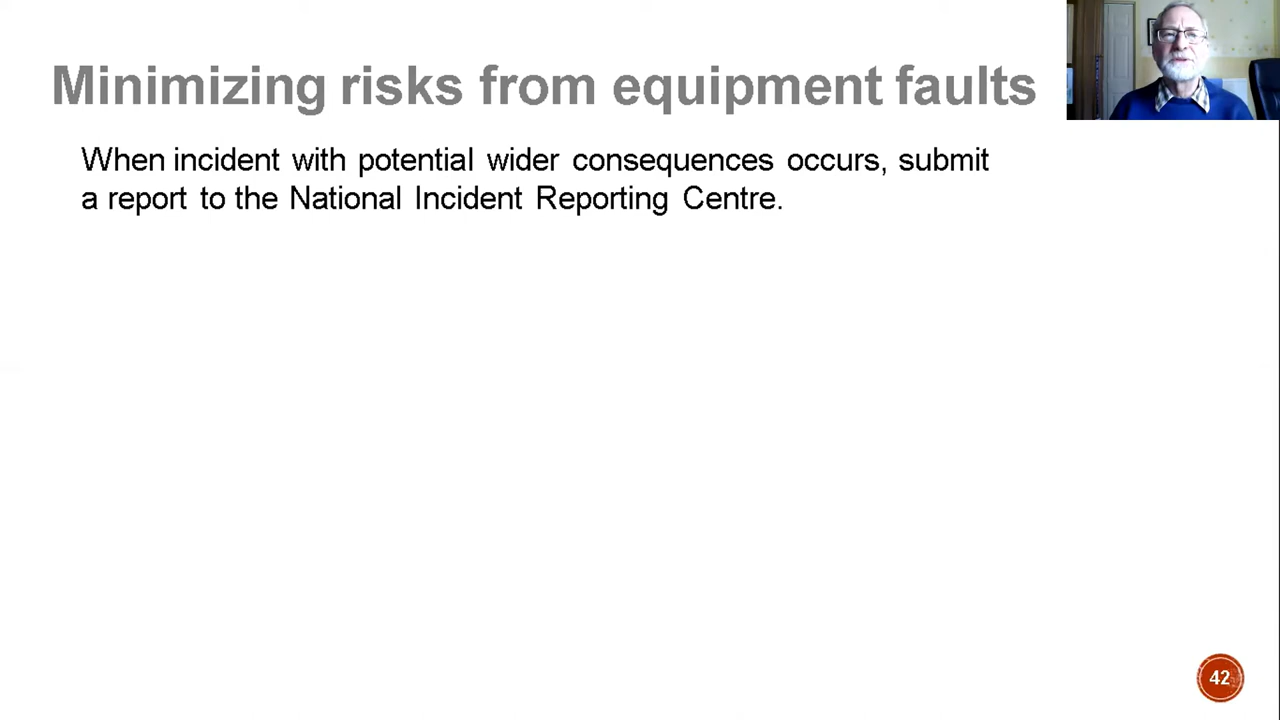 Minimizing risks from equipment faults
When incident with potential wider consequences occurs, submit
a report to the National Incident Reporting Centre.
42